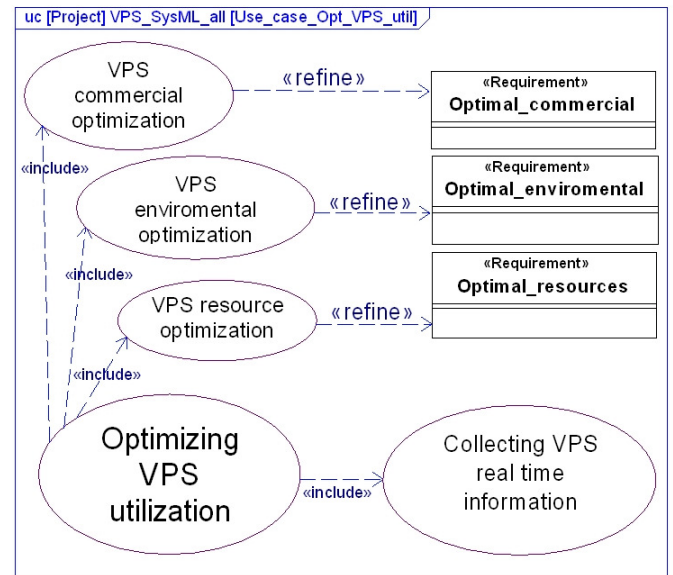 uc [Project] VPS_SysML_all [Use_case_Opt_VPS_util]
VPS
commercial
optimization
«refine»
«Requirement»
Optimal_commercial
«include»
VPS
enviromental
optimization
«refine»
«Requirement»
Optimal_enviromental
«include»
VPS resource
optimization
«refine»
«Requirement»
Optimal_resources
«include»
Optimizing
VPS
utilization
«include»
Collecting VPS
real time
information